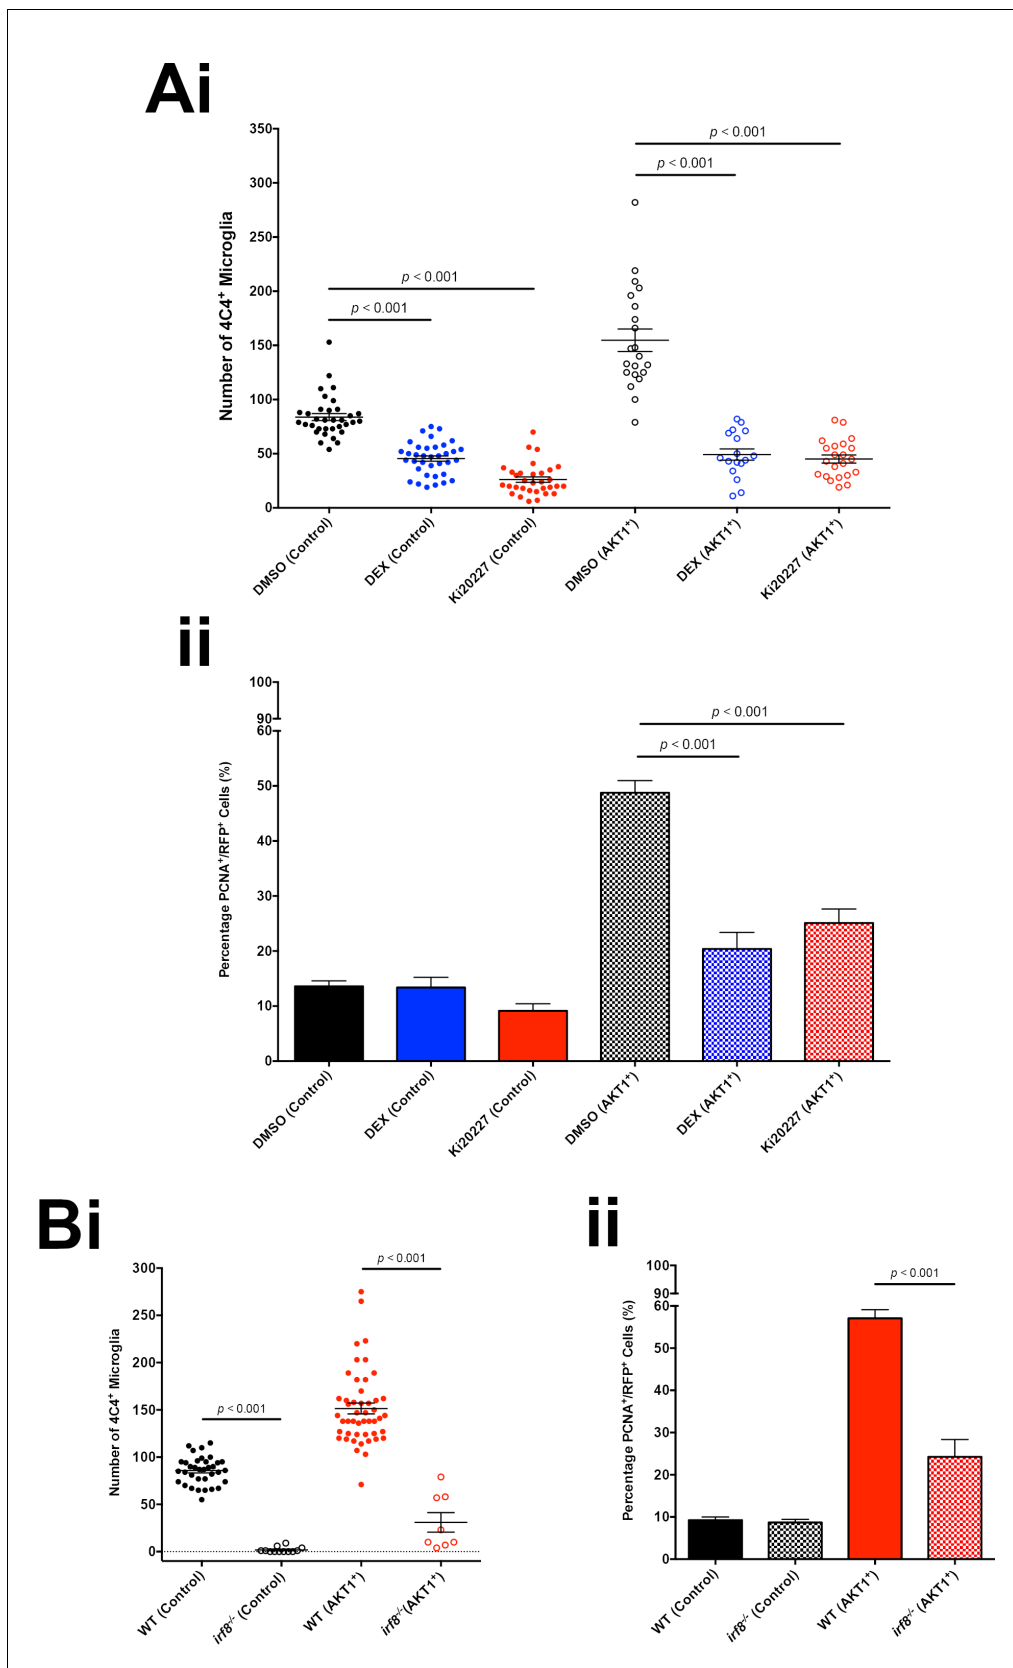 Ai
350
300
250
200
150
100
50
0
Number of 4C4⁺ Microglia
p < 0.001
p < 0.001
p < 0.001
p < 0.001
DMSO (Control)
DEX (Control)
Ki20227 (Control)
DMSO (AKT1⁺)
DEX (AKT1⁺)
Ki20227 (AKT1⁺)
ii
100
90
60
50
40
30
20
10
0
Percentage PCNA⁺/RFP⁺ Cells (%)
p < 0.001
p < 0.001
DMSO (Control)
DEX (Control)
Ki20227 (Control)
DMSO (AKT1⁺)
DEX (AKT1⁺)
Ki20227 (AKT1⁺)
Bi
300
250
200
150
100
50
0
Number of 4C4⁺ Microglia
p < 0.001
p < 0.001
WT (Control)
irf8⁻/⁻ (Control)
WT (AKT1⁺)
irf8⁻/⁻(AKT1⁺)
ii
100
90
60
50
40
30
20
10
0
Percentage PCNA⁺/RFP⁺ Cells (%)
p < 0.001
WT (Control)
irf8⁻/⁻ (Control)
WT (AKT1⁺)
irf8⁻/⁻ (AKT1⁺)